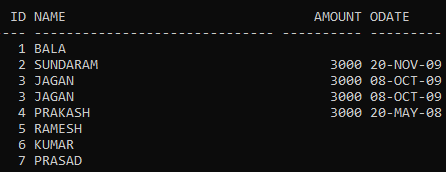 ID NAME AMOUNT ODATE
--- ------------------------------ ---------- ---------
1 BALA
2 SUNDARAM 3000 20-NOV-09
3 JAGAN 3000 08-OCT-09
3 JAGAN 3000 08-OCT-09
4 PRAKASH 3000 20-MAY-08
5 RAMESH
6 KUMAR
7 PRASAD